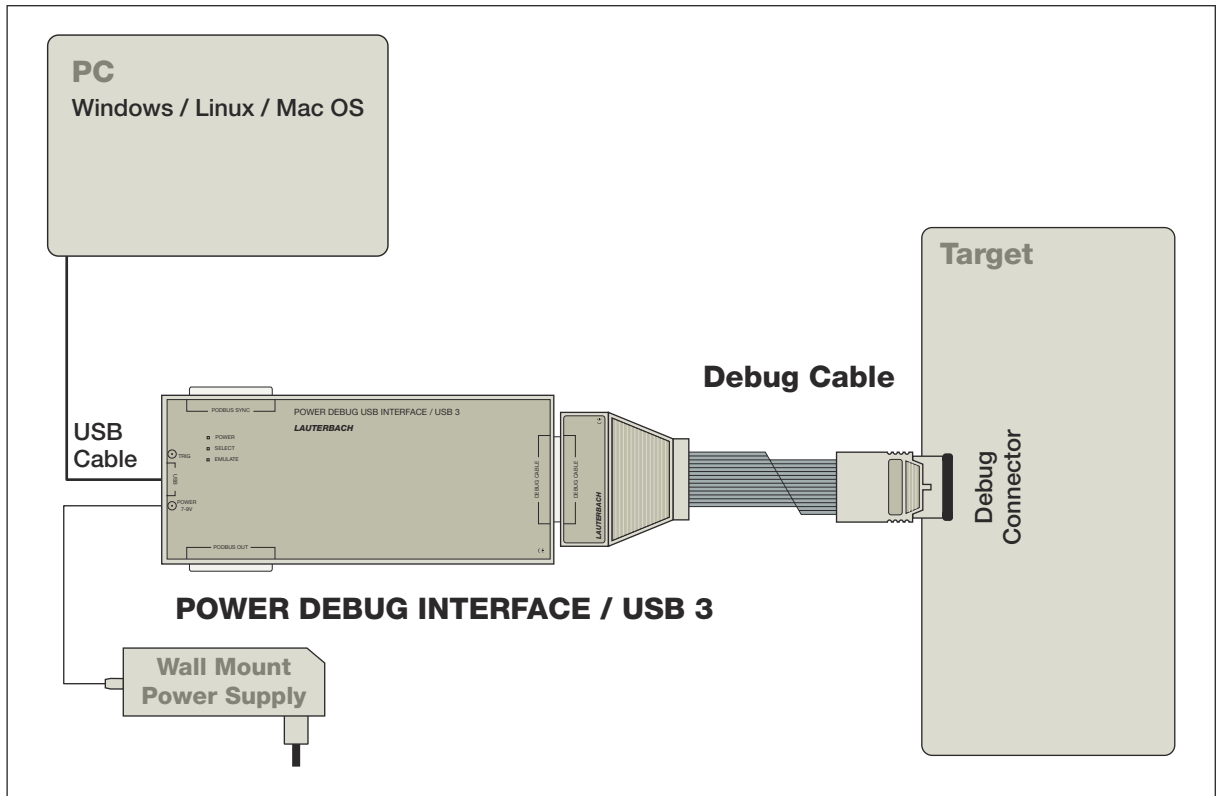 PC
Windows / Linux / Mac OS
Target
Debug Cable
USB
Cable
PODBUS SYNC
POWER DEBUG USB INTERFACE / USB 3
LAUTERBACH
POWER
SELECT
EMULATE
TRIG
USB
POWER
7-9V
PODBUS OUT
DEBUG CABLE
DEBUG CABLE
LAUTERBACH
Debug
Connector
POWER DEBUG INTERFACE / USB 3
Wall Mount
Power Supply